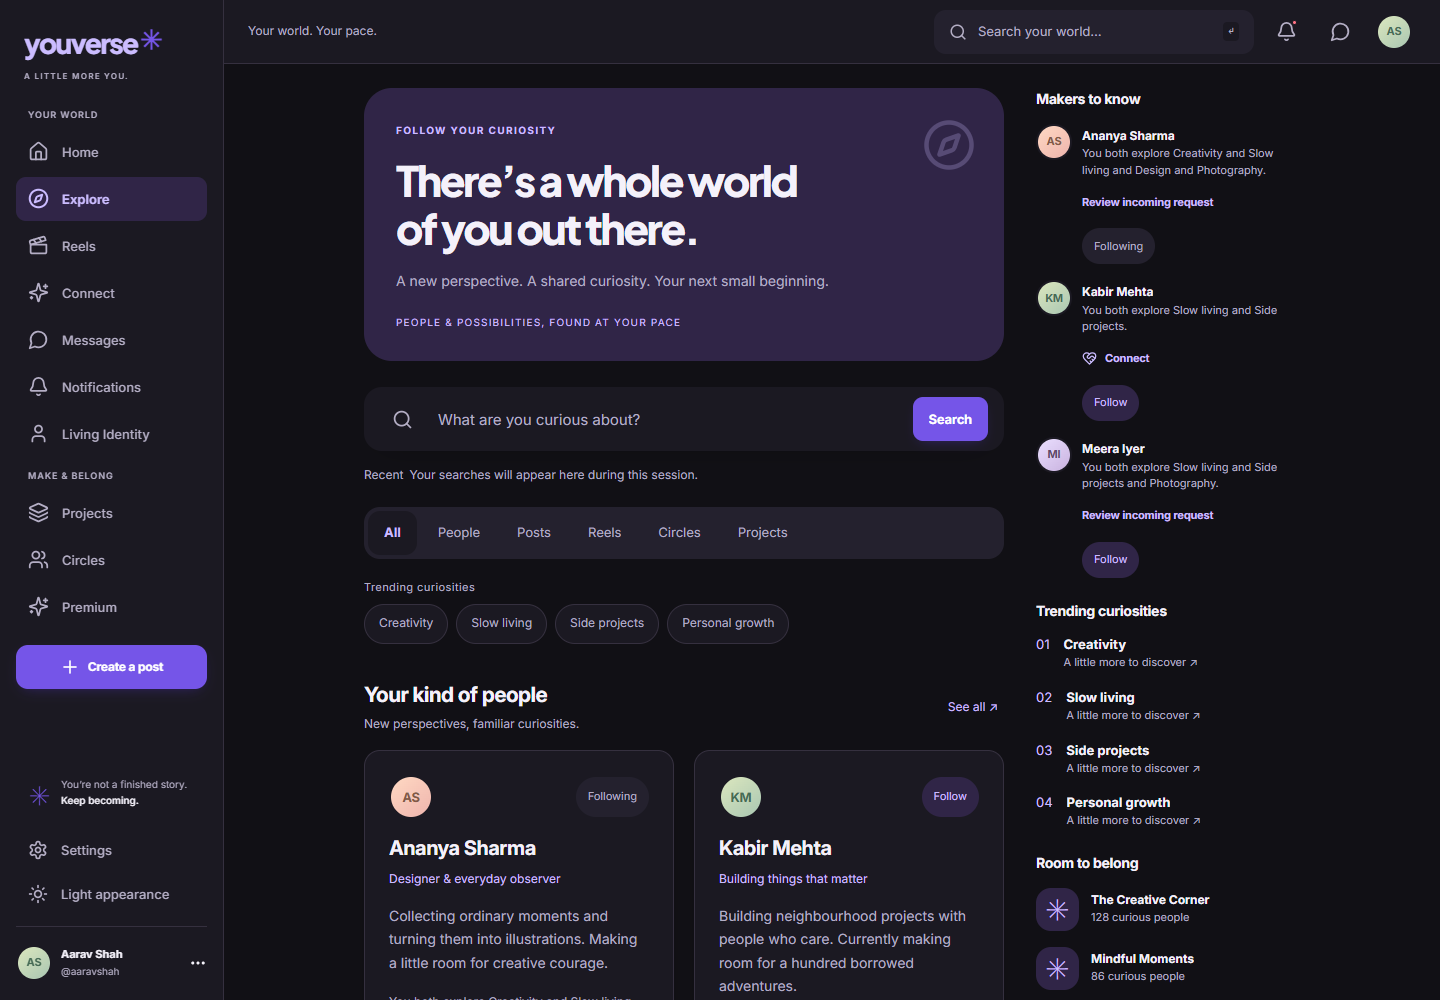 youverse
A LITTLE MORE YOU.
YOUR WORLD
Home
Explore
Reels
Connect
Messages
Notifications
Living Identity
MAKE & BELONG
Projects
Circles
Premium
Create a post
You're not a finished story.
Keep becoming.
Settings
Light appearance
AS
Aarav Shah
@aaravshah
Your world. Your pace.
Search your world...
AS
FOLLOW YOUR CURIOSITY
There’s a whole world
of you out there.
A new perspective. A shared curiosity. Your next small beginning.
PEOPLE & POSSIBILITIES, FOUND AT YOUR PACE
What are you curious about?
Search
Recent Your searches will appear here during this session.
All People Posts Reels Circles Projects
Trending curiosities
Creativity Slow living Side projects Personal growth
Your kind of people
New perspectives, familiar curiosities.
See all ↗
AS
Following
Ananya Sharma
Designer & everyday observer
Collecting ordinary moments and
turning them into illustrations. Making
a little room for creative courage.
You both explore Creativity and Slow living
KM
Follow
Kabir Mehta
Building things that matter
Building neighbourhood projects with
people who care. Currently making
room for a hundred borrowed
adventures.
Makers to know
AS
Ananya Sharma
You both explore Creativity and Slow
living and Design and Photography.
Review incoming request
Following
KM
Kabir Mehta
You both explore Slow living and Side
projects.
Connect
Follow
MI
Meera Iyer
You both explore Slow living and Side
projects and Photography.
Review incoming request
Follow
Trending curiosities
01 Creativity
A little more to discover ↗
02 Slow living
A little more to discover ↗
03 Side projects
A little more to discover ↗
04 Personal growth
A little more to discover ↗
Room to belong
The Creative Corner
128 curious people
Mindful Moments
86 curious people